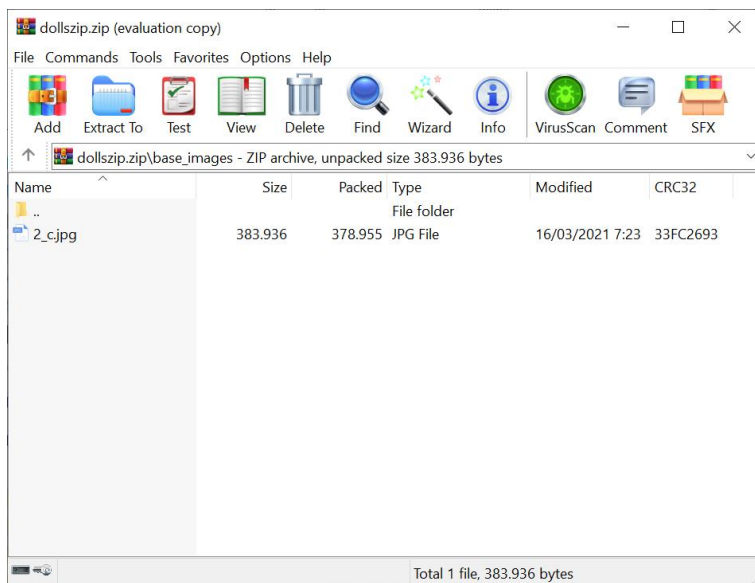 dollszip.zip (evaluation copy)
File Commands Tools Favorites Options Help
Add Extract To Test View Delete Find Wizard Info VirusScan Comment SFX
dollszip.zip\base_images - ZIP archive, unpacked size 383.936 bytes
Name Size Packed Type Modified CRC32
.. File folder
2_c.jpg 383.936 378.955 JPG File 16/03/2021 7:23 33FC2693
Total 1 file, 383.936 bytes